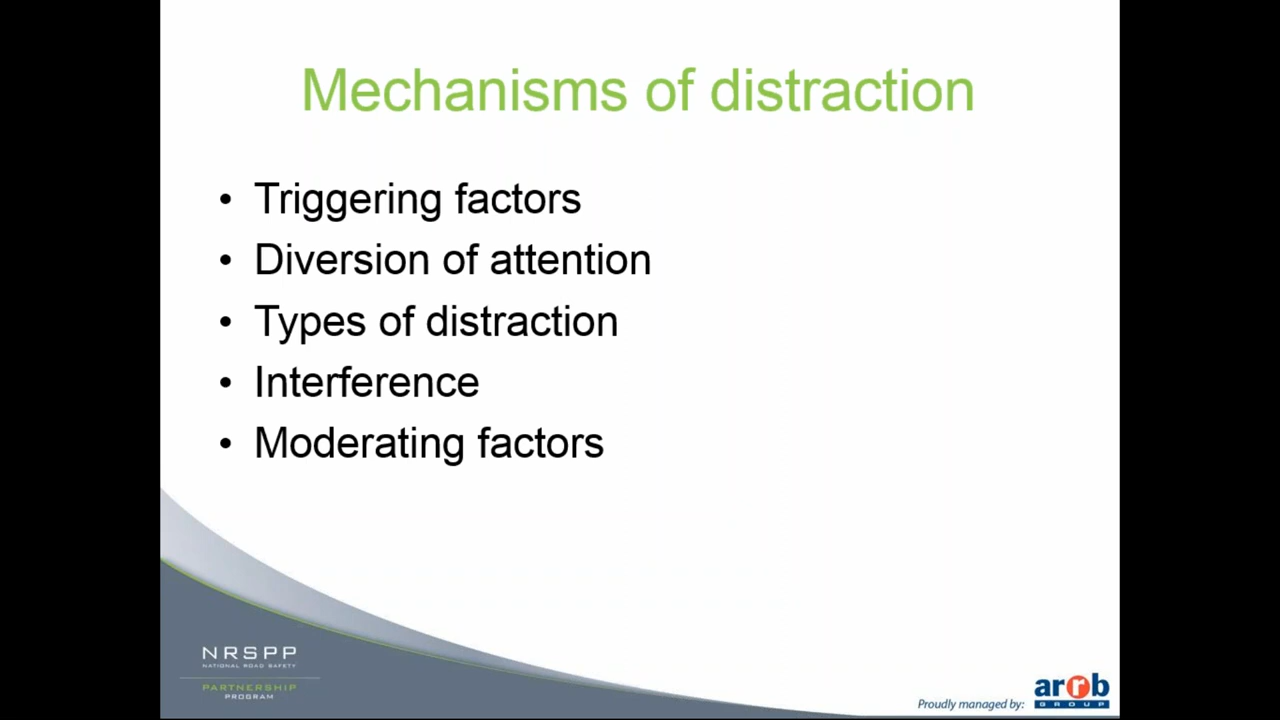 Mechanisms of distraction
• Triggering factors
• Diversion of attention
• Types of distraction
• Interference
• Moderating factors
NRSPP
NATIONAL ROAD SAFETY
PARTNERSHIP
PROGRAM
Proudly managed by:
arrb
GROUP